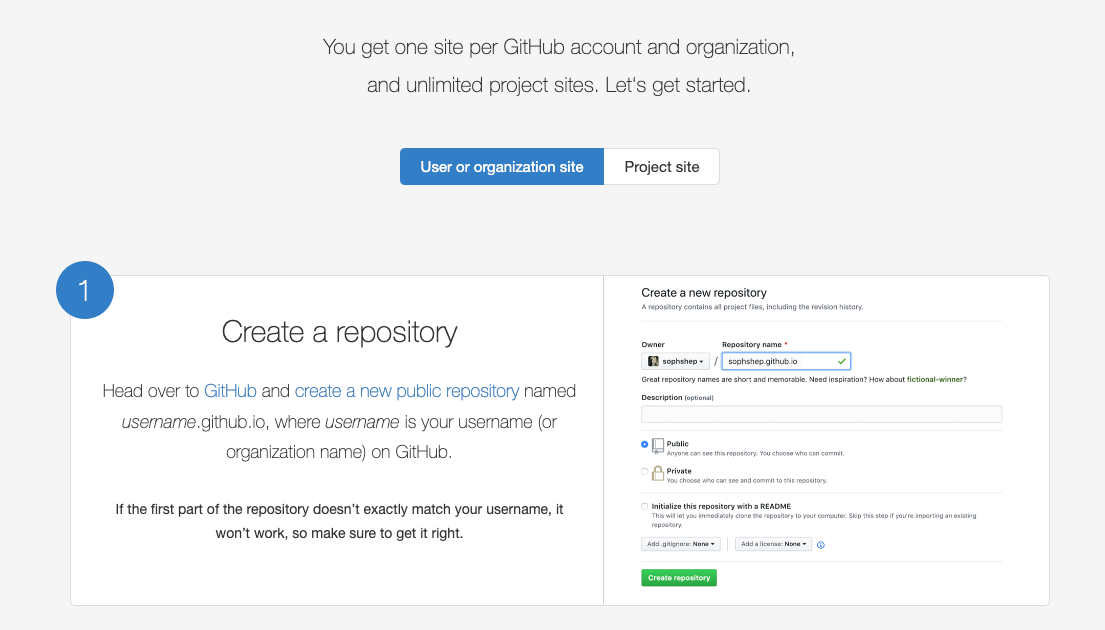 You get one site per GitHub account and organization,
and unlimited project sites. Let's get started.
User or organization site
Project site
1
Create a repository
Head over to GitHub and create a new public repository named
username.github.io, where username is your username (or
organization name) on GitHub.
If the first part of the repository doesn’t exactly match your username, it
won’t work, so make sure to get it right.
Create a new repository
A repository contains all project files, including the revision history.
Owner
Repository name *
sophshep / sophshep.github.io
Great repository names are short and memorable. Need inspiration? How about fictional-winner?
Description (optional)
Public
Anyone can see this repository. You choose who can commit.
Private
You choose who can see and commit to this repository.
Initialize this repository with a README
This will let you immediately clone the repository to your computer. Skip this step if you're importing an existing
repository.
Add .gitignore: None
Add a license: None
Create repository